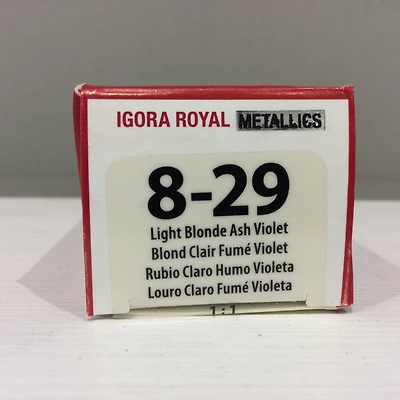 IGORA ROYAL METALLICS
8-29
Light Blonde Ash Violet
Blond Clair Fumé Violet
Rubio Claro Humo Violeta
Louro Claro Fumé Violeta
1:1